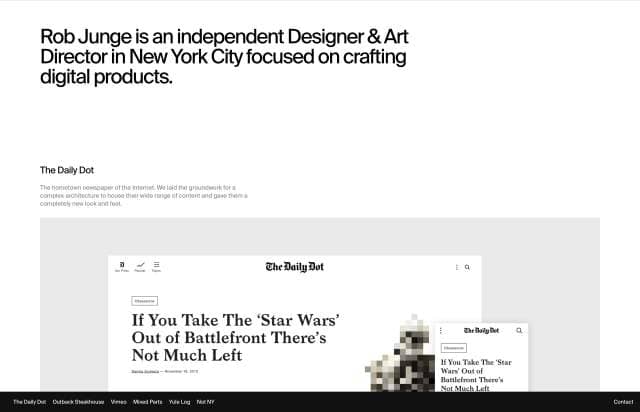 Rob Junge is an independent Designer & Art
Director in New York City focused on crafting
digital products.
The Daily Dot
The hometown newspaper of the Internet. We laid the groundwork for a
complex architecture to house their wide range of content and gave them a
completely new look and feel.
The Daily Dot
If You Take The ‘Star Wars’
Out of Battlefront There’s
Not Much Left
November 18, 2015
The Daily Dot
If You Take The ‘Star
Wars’ Out of
Battlefront There’s
Not Much Left
The Daily Dot Outback Steakhouse Vimeo Mixed Parts Yule Log Not NY Contact